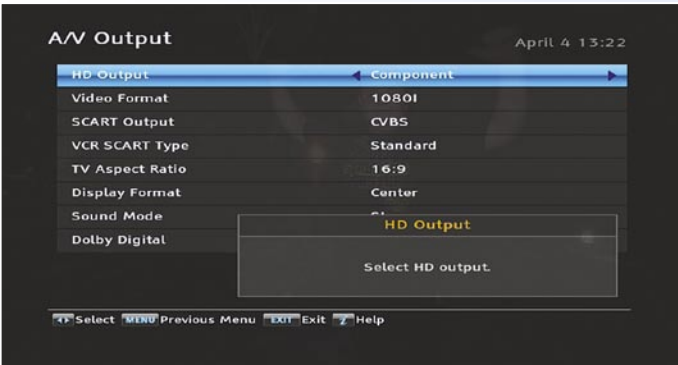 A/V Output
April 4 13:22
HD Output Component
Video Format 1080I
SCART Output CVBS
VCR SCART Type Standard
TV Aspect Ratio 16:9
Display Format Center
Sound Mode
Dolby Digital
HD Output
Select HD output.
Select MENU Previous Menu EXIT Exit ? Help